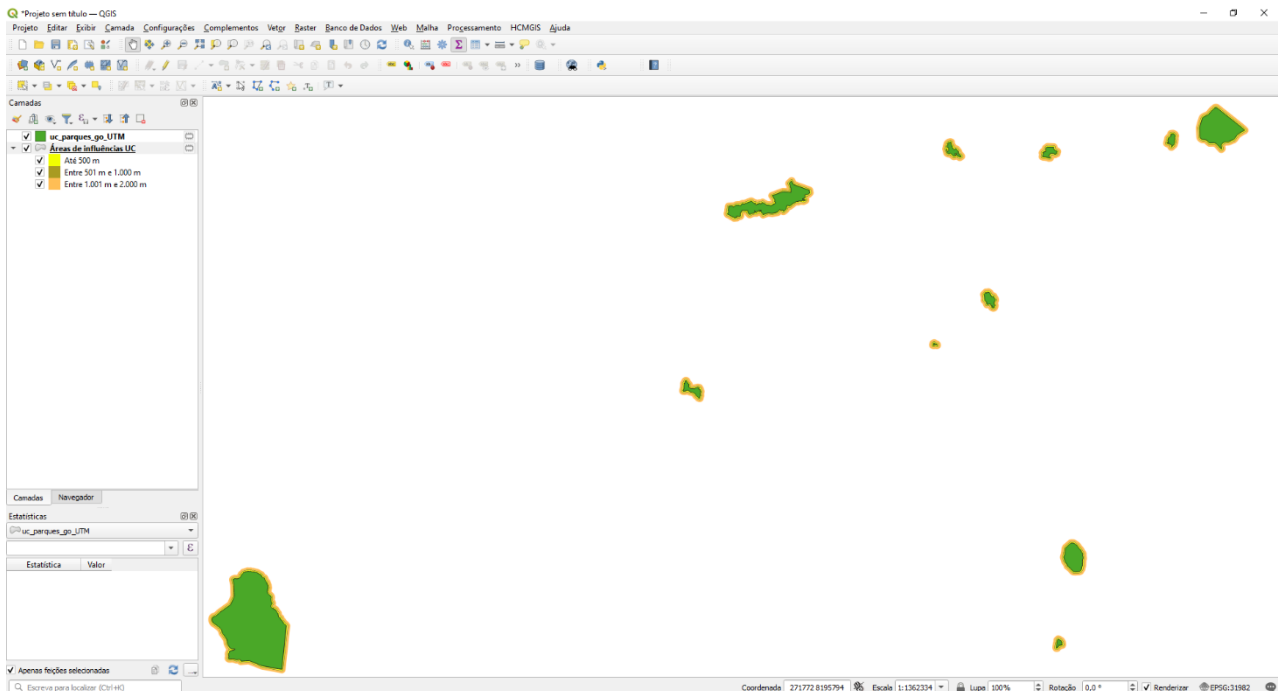 *Projeto sem título — QGIS
Projeto Editar Exibir Camada Configurações Complementos Vetor Raster Banco de Dados Web Malha Processamento HCMGIS Ajuda
Camadas
uc_parques_go_UTM
Áreas de influências UC
Até 500 m
Entre 501 m e 1.000 m
Entre 1.001 m e 2.000 m
Camadas Navegador
Estatísticas
uc_parques_go_UTM
Estatística Valor
Apenas feições selecionadas
Escreva para localizar (Ctrl+K)
Coordenada 271772 8195794 Escala 1:1362334 Lupa 100% Rotação 0,0 ° Renderizar EPSG:31982